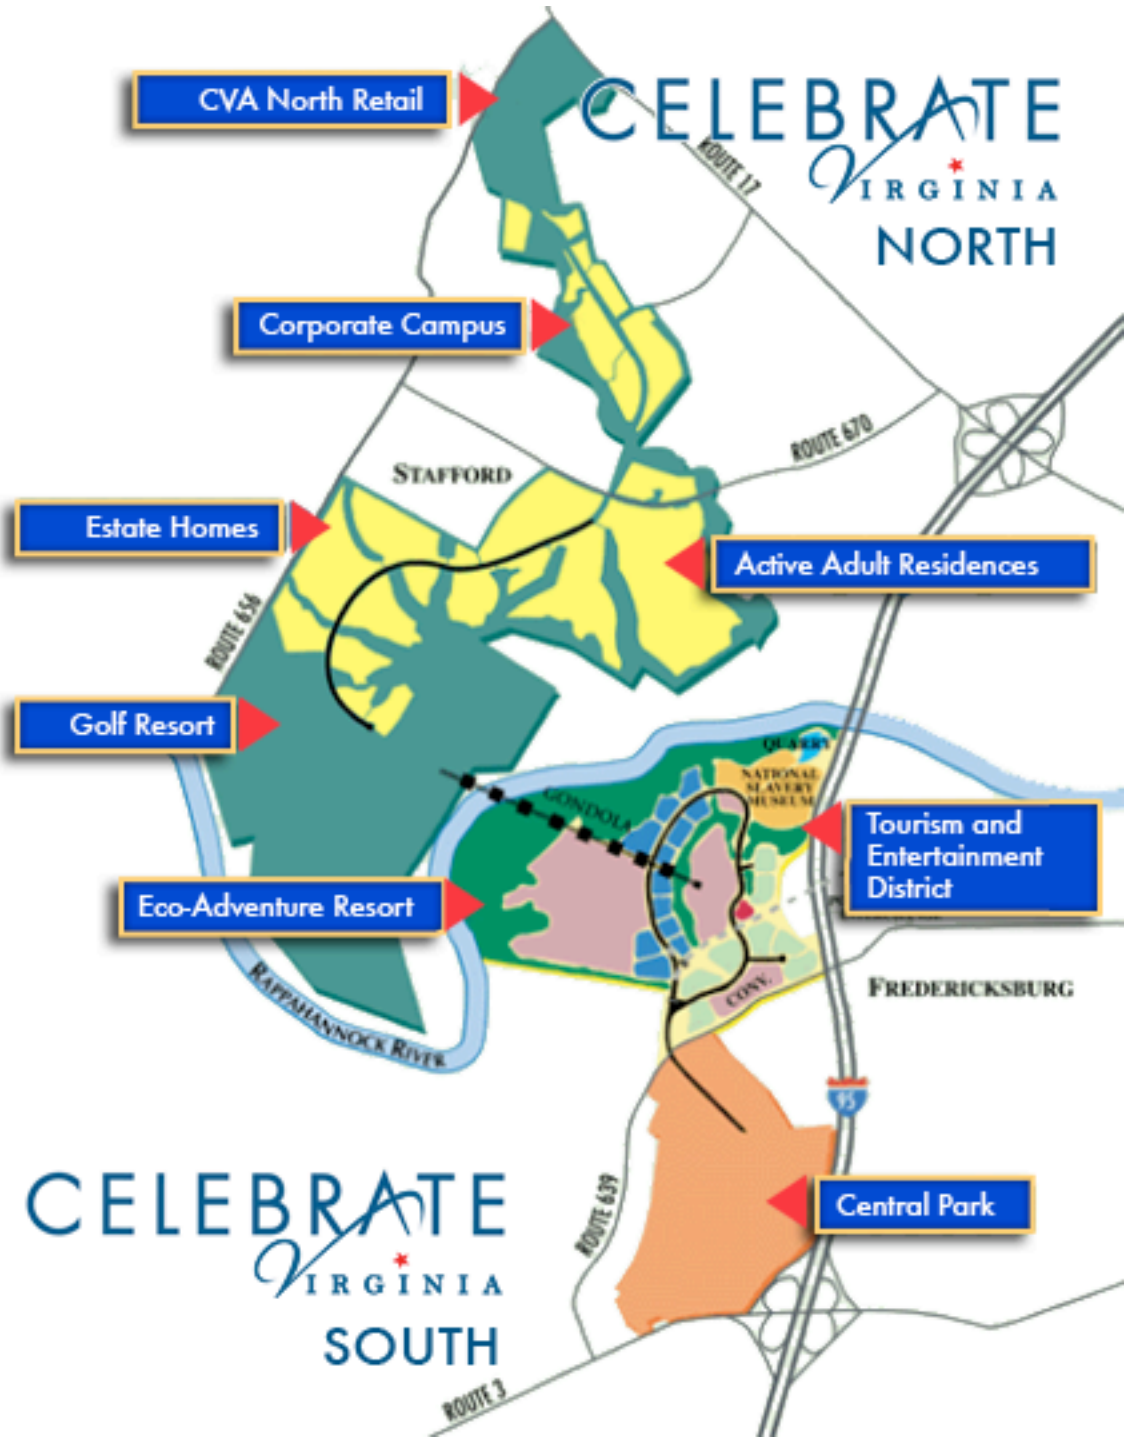 CVA North Retail
CELEBRATE
VIRGINIA
NORTH
ROUTE 17
Corporate Campus
ROUTE 670
STAFFORD
Estate Homes
Active Adult Residences
ROUTE 656
Golf Resort
QUARRY
NATIONAL
SLAVERY
MUSEUM
GONDOLA
Tourism and
Entertainment
District
Eco-Adventure Resort
CONV.
FREDERICKSBURG
RAPPAHANNOCK RIVER
95
CELEBRATE
VIRGINIA
SOUTH
ROUTE 639
Central Park
ROUTE 3